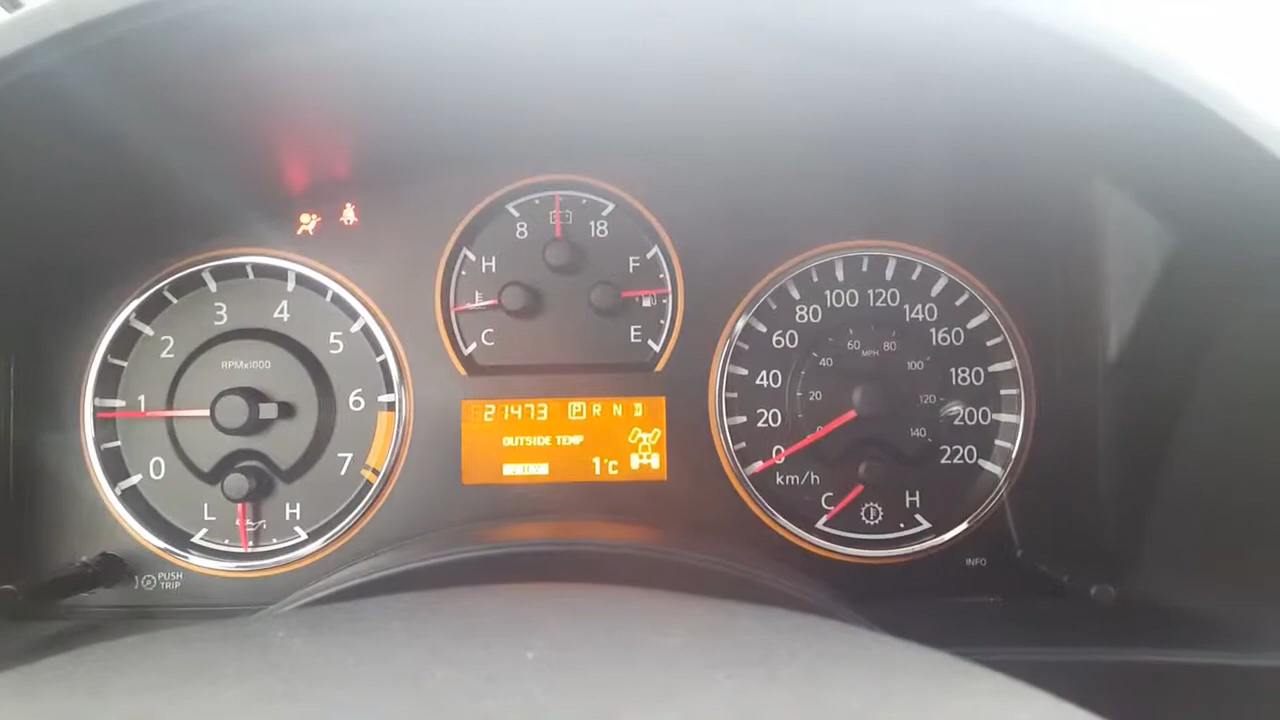 8 18
H F
C E
3 4
2 5
RPMx1000
1 6
0 7
L H
21473 P R N D
OUTSIDE TEMP
1°C
100 120
80 140
60 160
40 180
20 200
0 220
60 80
MPH
40 100
20 120
0 140
km/h
C H
PUSH
TRIP
INFO